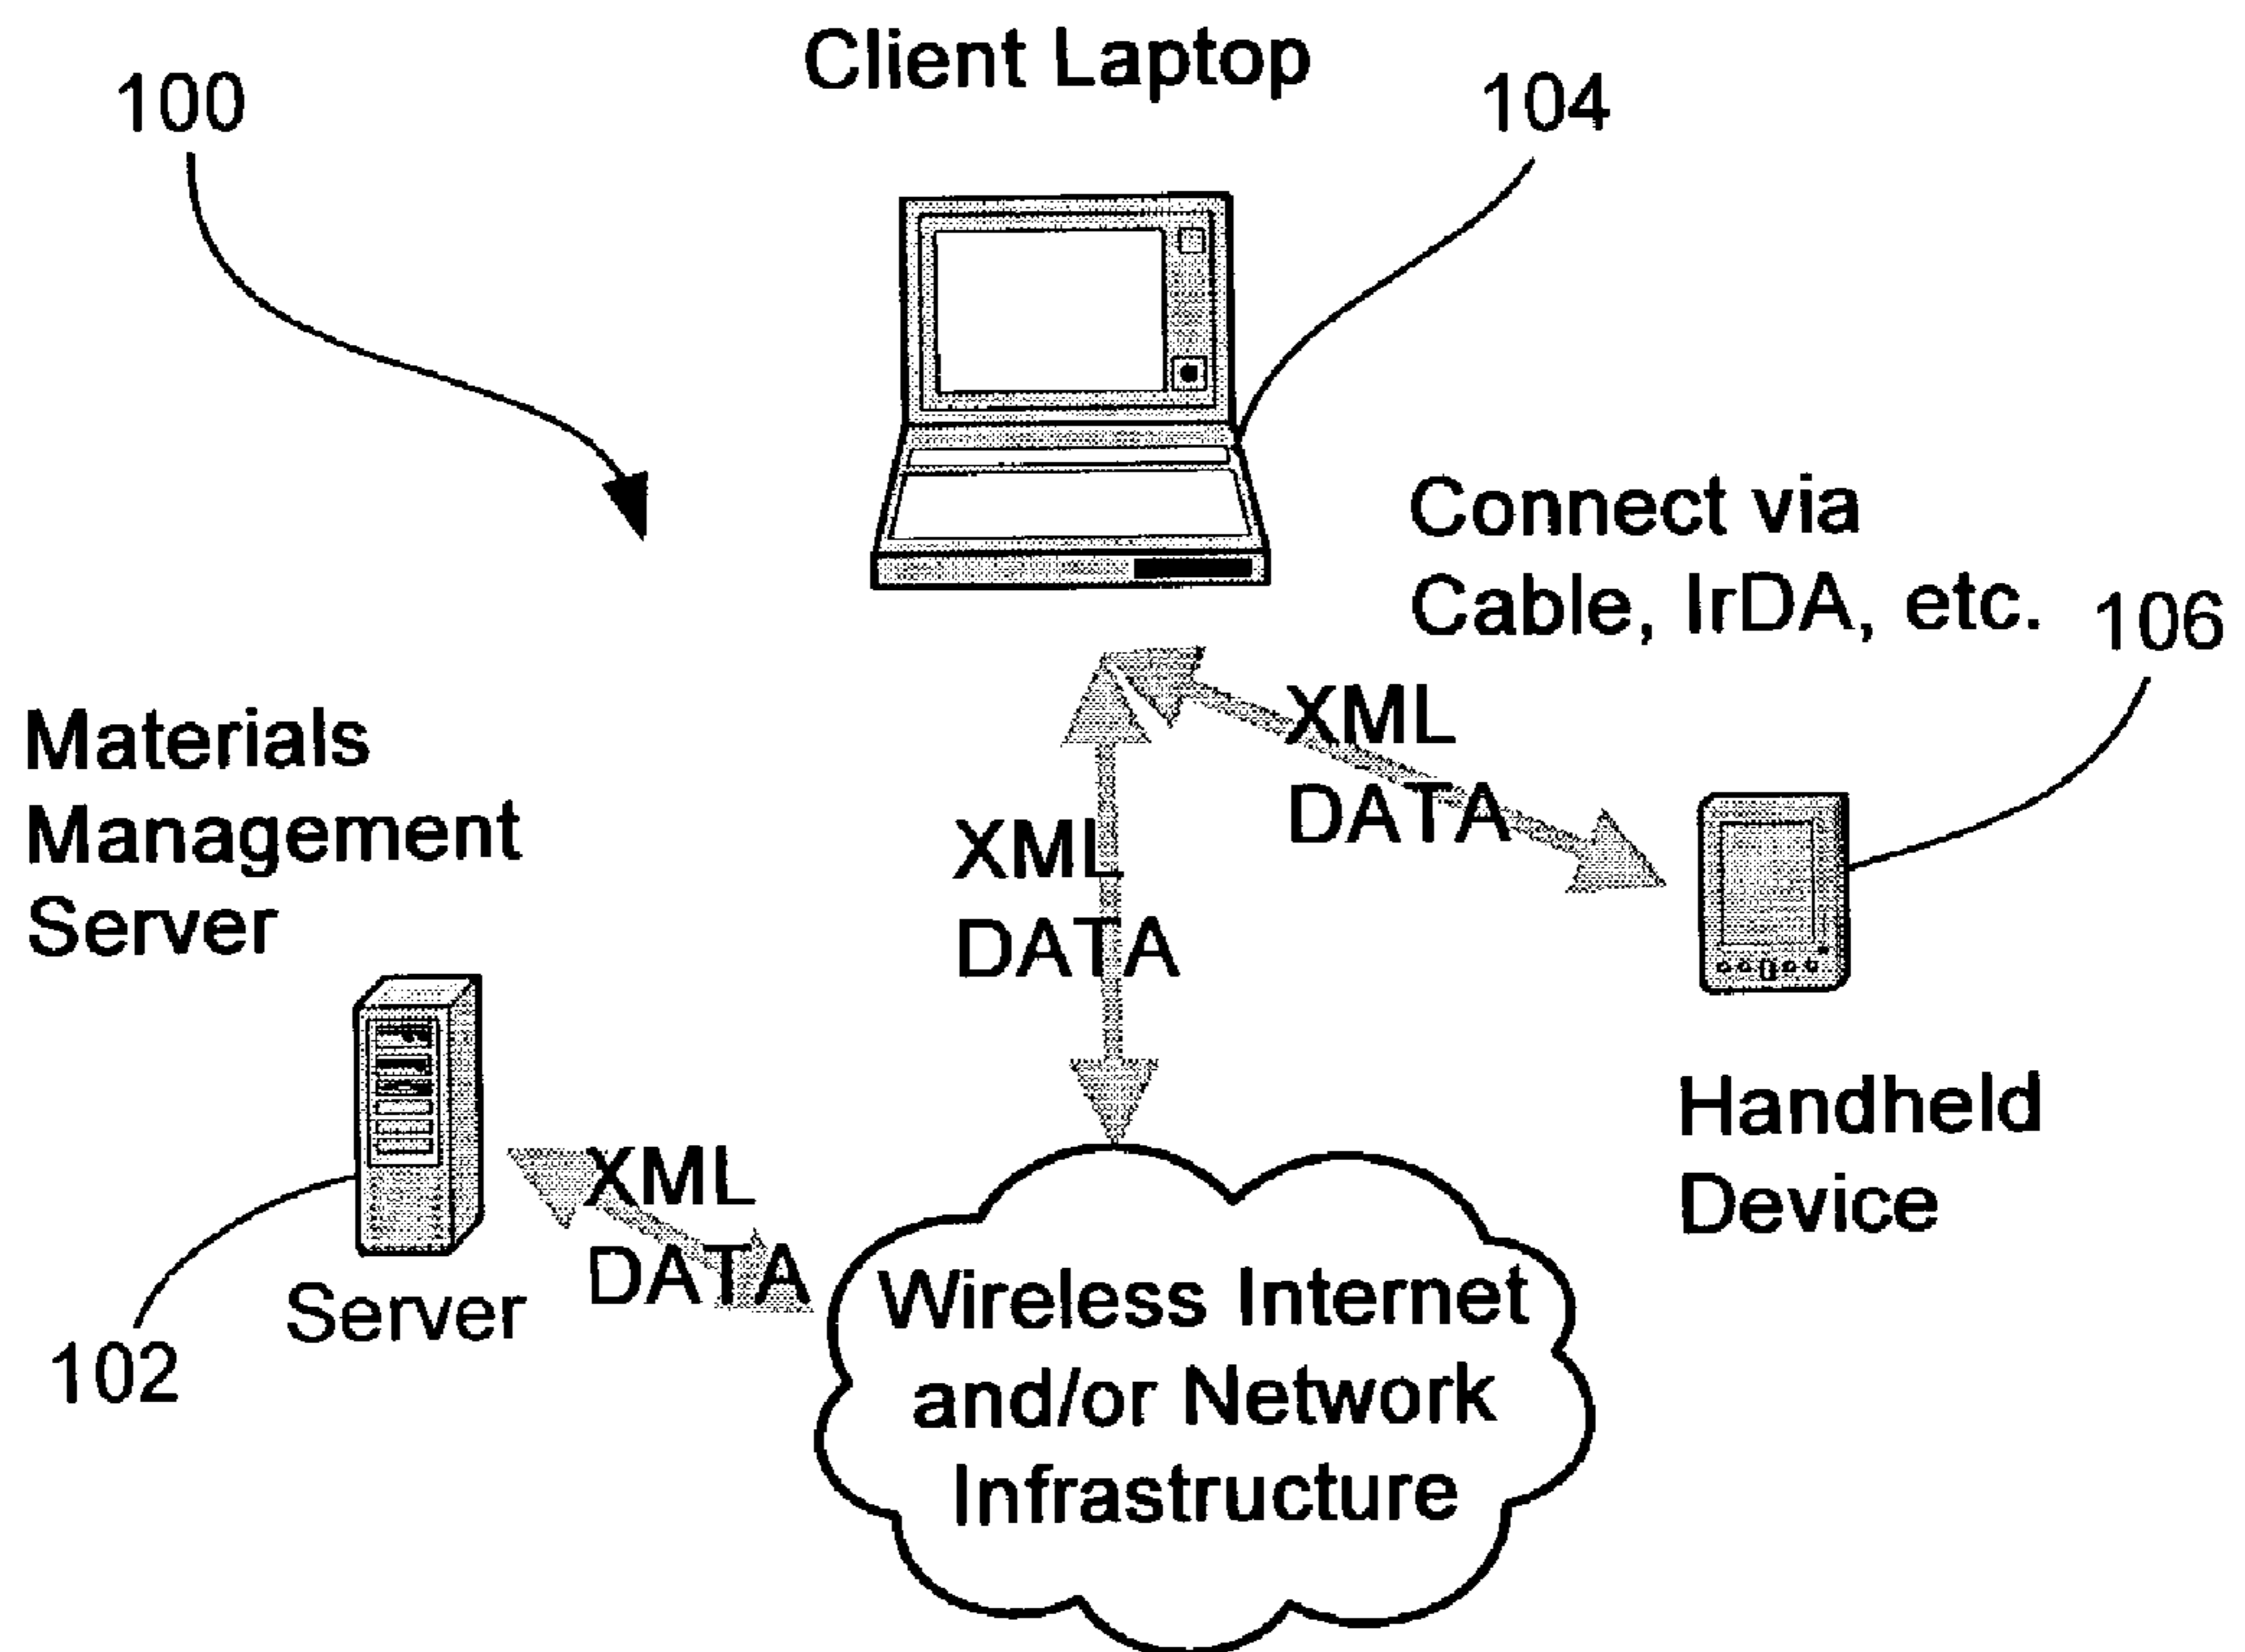 Client Laptop
100
104
Connect via
Cable, IrDA, etc.
106
XML
DATA
Materials
Management
Server
XML
DATA
Handheld
Device
XML
DATA
Server
102
Wireless Internet
and/or Network
Infrastructure